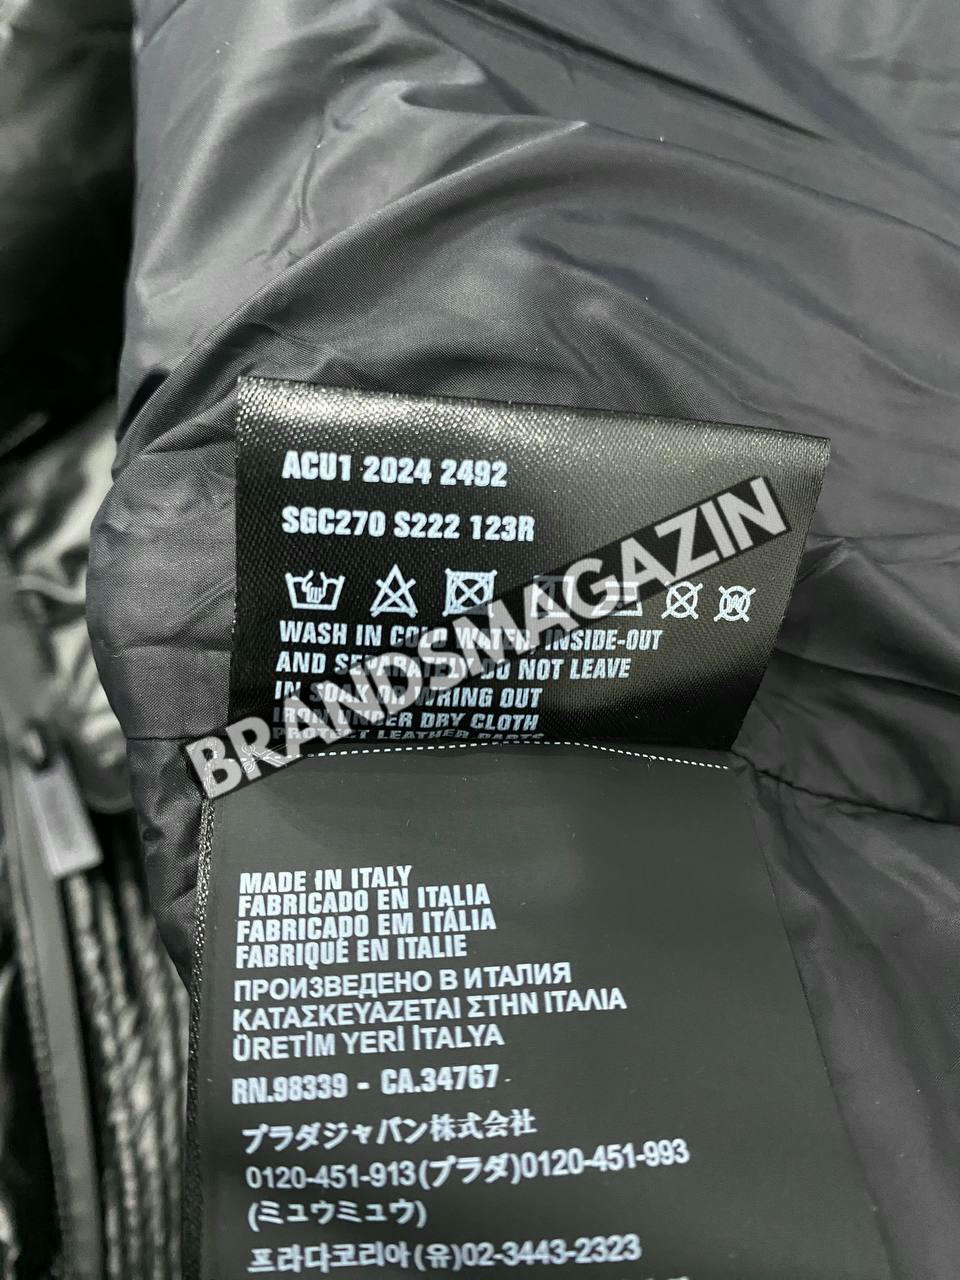 ACU1 2024 2492
SGC270 S222 123R
WASH IN COLD WATER, INSIDE-OUT
AND SEPARATELY DO NOT LEAVE
IN SOAK OR WRING OUT
IRON UNDER DRY CLOTH
PROTECT LEATHER PARTS
BRANDSMAGAZIN
MADE IN ITALY
FABRICADO EN ITALIA
FABRICADO EM ITÁLIA
FABRIQUÉ EN ITALIE
ПРОИЗВЕДЕНО В ИТАЛИЯ
ΚΑΤΑΣΚΕΥΑΖΕΤΑΙ ΣΤΗΝ ΙΤΑΛΙΑ
ÜRETİM YERİ İTALYA
RN.98339 - CA.34767
プラダジャパン株式会社
0120-451-913(プラダ)0120-451-993
(ミュウミュウ)
프라다코리아(유)02-3443-2323